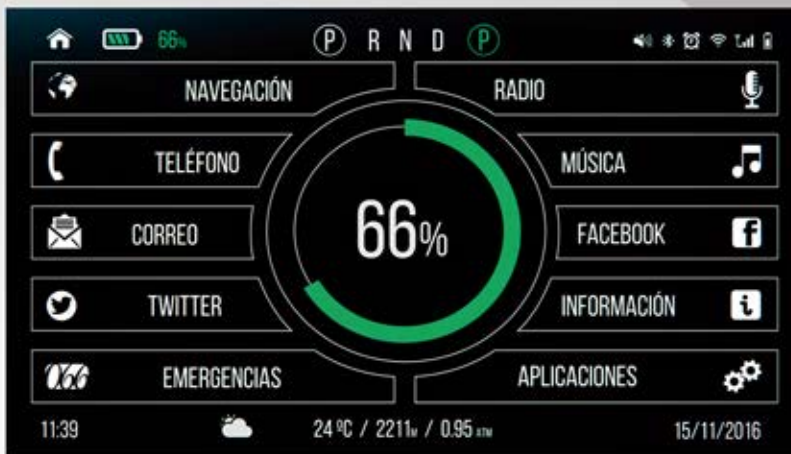 66% P R N D P
NAVEGACIÓN RADIO
TELÉFONO MÚSICA
66%
CORREO FACEBOOK
TWITTER INFORMACIÓN
066 EMERGENCIAS APLICACIONES
11:39 24 ºC / 2211M / 0.95 ATM 15/11/2016